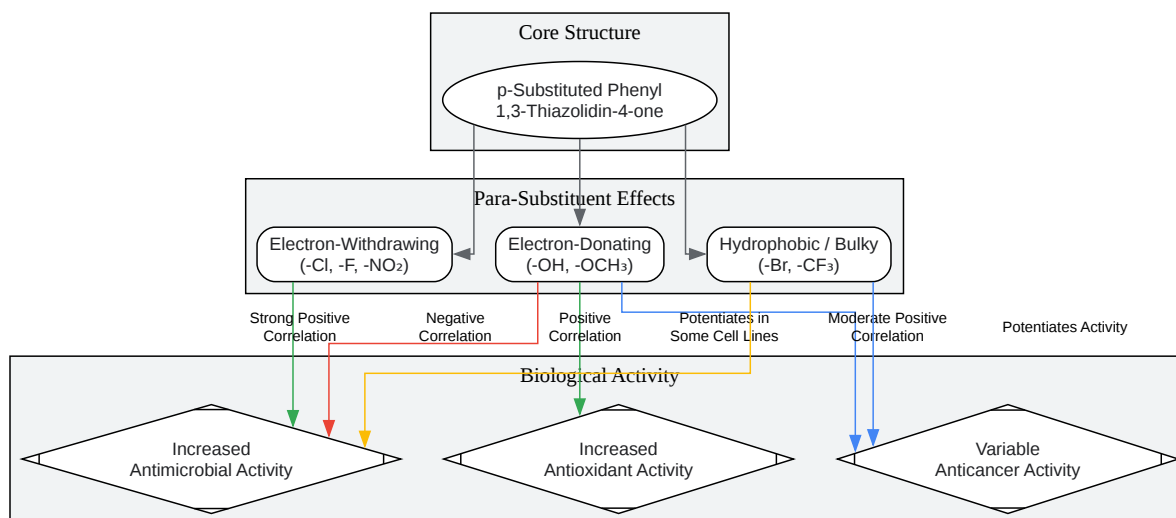 Core Structure
p-Substituted Phenyl
1,3-Thiazolidin-4-one
Para-Substituent Effects
Electron-Withdrawing
(-Cl, -F, -NO₂)
Electron-Donating
(-OH, -OCH₃)
Hydrophobic / Bulky
(-Br, -CF₃)
Strong Positive
Correlation
Negative
Correlation
Positive
Correlation
Potentiates in
Some Cell Lines
Moderate Positive
Correlation
Potentiates Activity
Biological Activity
Increased
Antimicrobial Activity
Increased
Antioxidant Activity
Variable
Anticancer Activity